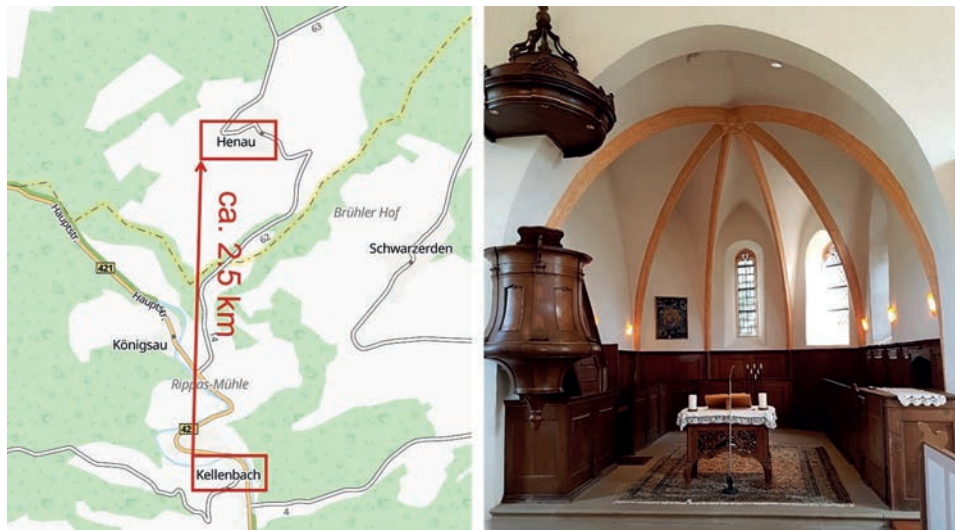 63
Henau
Brühler Hof
62
Schwarzerden
Hauptstr.
421
Hauptstr.
ca. 2,5 km
Königsau
14
Rippas-Mühle
42
Kellenbach
4